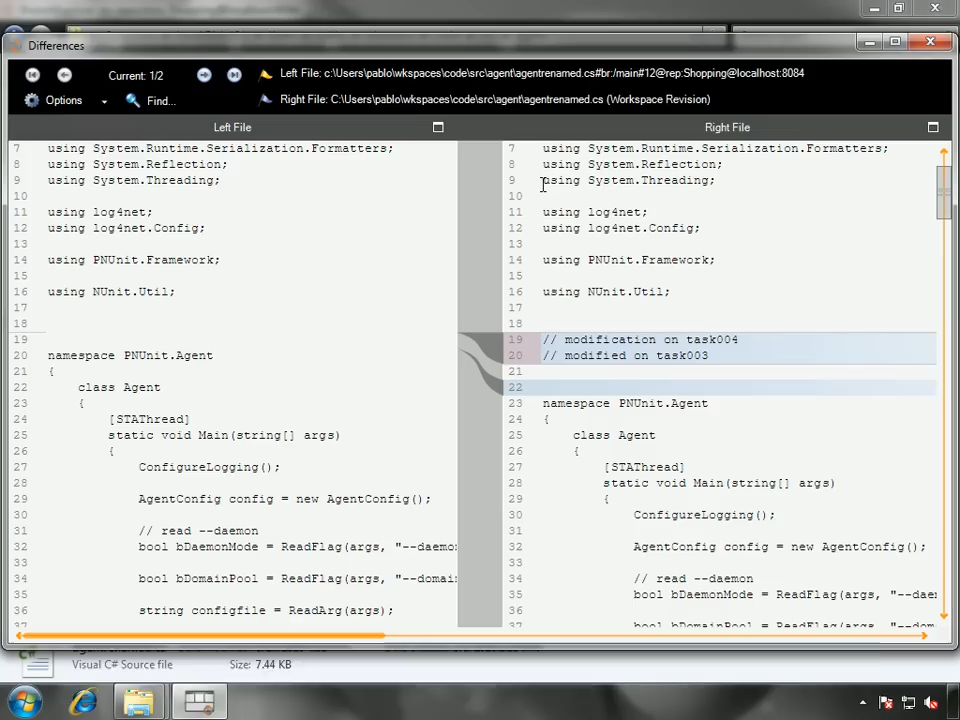 Differences
Current: 1/2
Left File: c:\Users\pablo\wkspaces\code\src\agent\agentrenamed.cs#br:/main#12@rep:Shopping@localhost:8084
Options
Find...
Right File: C:\Users\pablo\wkspaces\code\src\agent\agentrenamed.cs (Workspace Revision)
Left File
7 using System.Runtime.Serialization.Formatters;
8 using System.Reflection;
9 using System.Threading;
10
11 using log4net;
12 using log4net.Config;
13
14 using PNUnit.Framework;
15
16 using NUnit.Util;
17
18
19
20 namespace PNUnit.Agent
21 {
22 class Agent
23 {
24 [STAThread]
25 static void Main(string[] args)
26 {
27 ConfigureLogging();
28
29 AgentConfig config = new AgentConfig();
30
31 // read --daemon
32 bool bDaemonMode = ReadFlag(args, "--daemo
33
34 bool bDomainPool = ReadFlag(args, "--domai
35
36 string configfile = ReadArg(args);
37
Right File
7 using System.Runtime.Serialization.Formatters;
8 using System.Reflection;
9 using System.Threading;
10
11 using log4net;
12 using log4net.Config;
13
14 using PNUnit.Framework;
15
16 using NUnit.Util;
17
18
19 // modification on task004
20 // modified on task003
21
22
23 namespace PNUnit.Agent
24 {
25 class Agent
26 {
27 [STAThread]
28 static void Main(string[] args)
29 {
30 ConfigureLogging();
31
32 AgentConfig config = new AgentConfig();
33
34 // read --daemon
35 bool bDaemonMode = ReadFlag(args, "--dae
36
37 bool bDomainPool = ReadFlag(args, "--dom
Visual C# Source file
Size: 7.44 KB